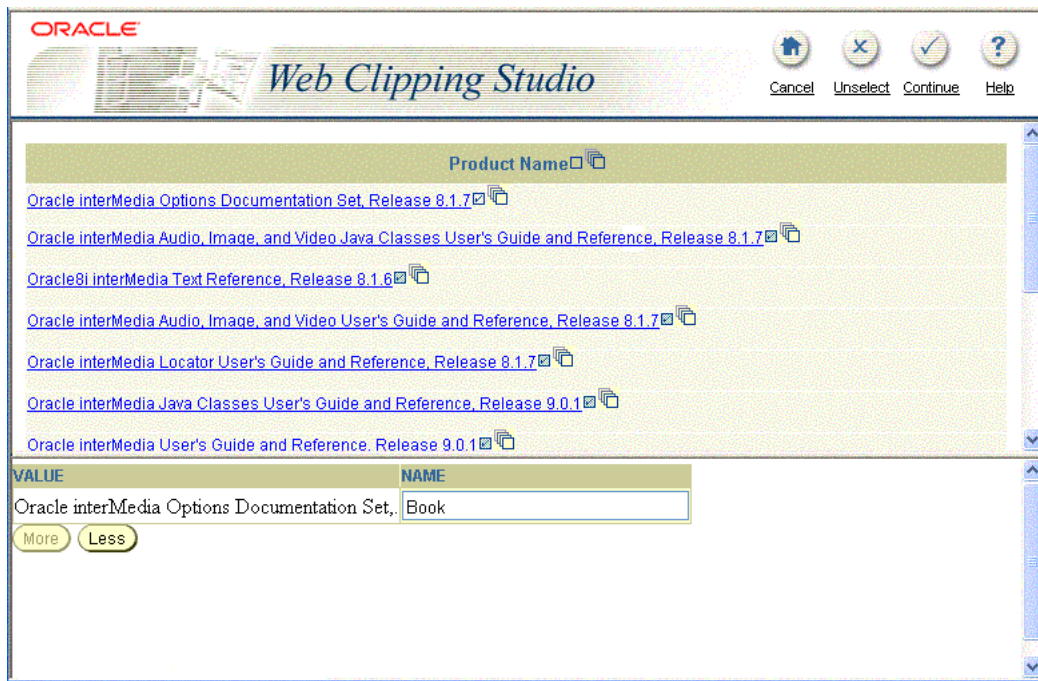 ORACLE
Web Clipping Studio
Cancel Unselect Continue Help
Product Name
Oracle interMedia Options Documentation Set, Release 8.1.7
Oracle interMedia Audio, Image, and Video Java Classes User's Guide and Reference, Release 8.1.7
Oracle8i interMedia Text Reference, Release 8.1.6
Oracle interMedia Audio, Image, and Video User's Guide and Reference, Release 8.1.7
Oracle interMedia Locator User's Guide and Reference, Release 8.1.7
Oracle interMedia Java Classes User's Guide and Reference, Release 9.0.1
Oracle interMedia User's Guide and Reference. Release 9.0.1
VALUE NAME
Oracle interMedia Options Documentation Set,. Book
More Less